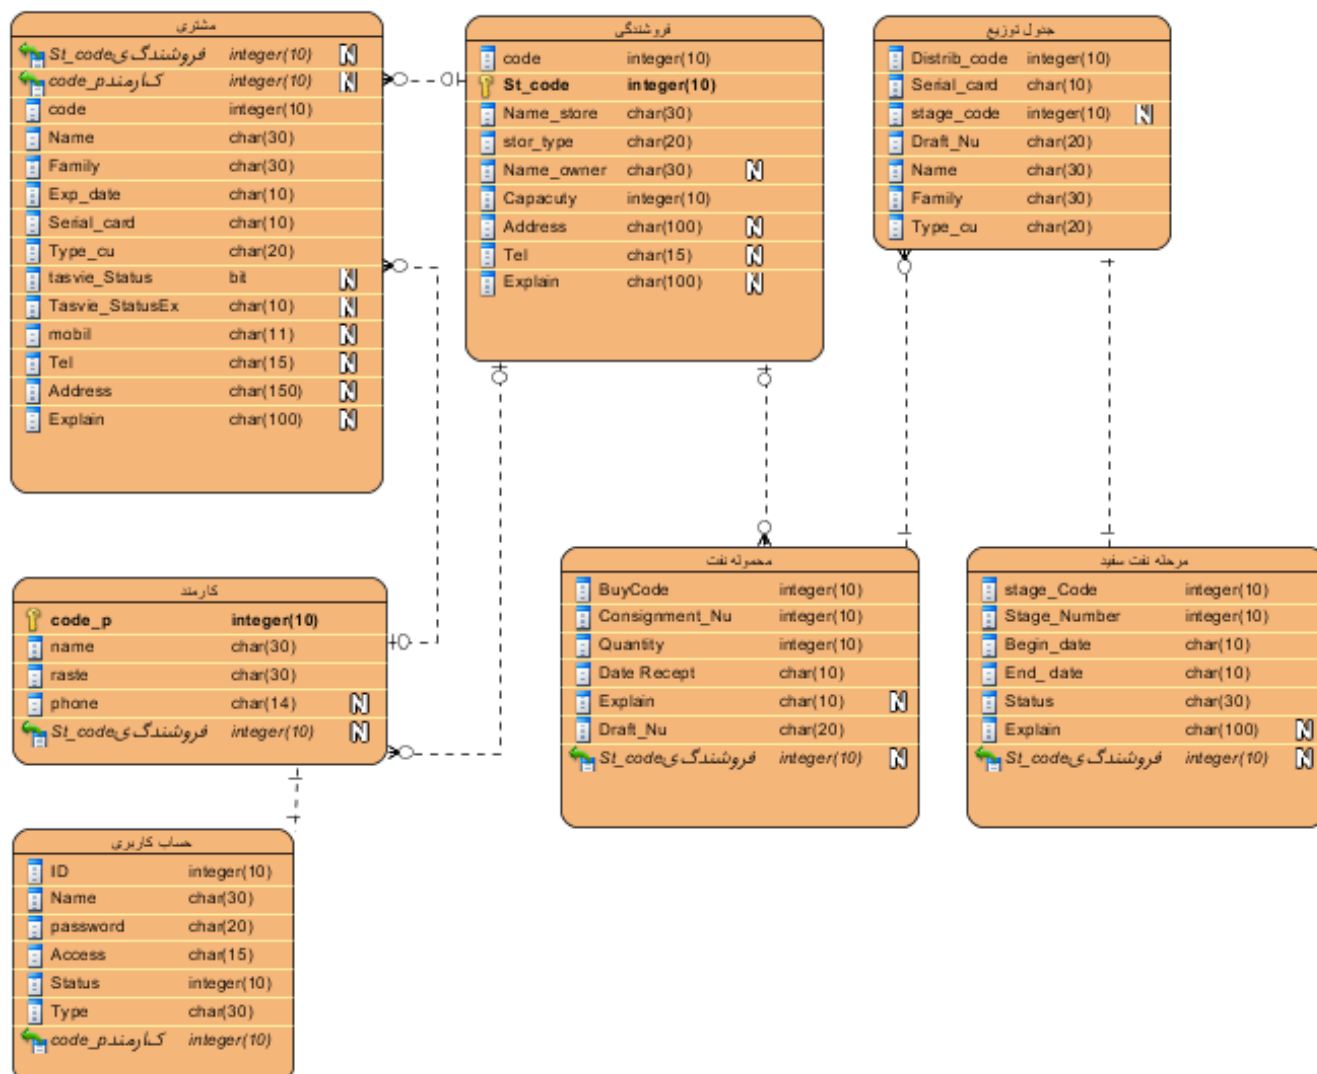 مشتری
فروشندگیSt_code integer(10) N
کارمندcode_p integer(10) N
code integer(10)
Name char(30)
Family char(30)
Exp_date char(10)
Serial_card char(10)
Type_cu char(20)
tasvie_Status bit N
Tasvie_StatusEx char(10) N
mobil char(11) N
Tel char(15) N
Address char(150) N
Explain char(100) N
فروشندگی
code integer(10)
St_code integer(10)
Name_store char(30)
stor_type char(20)
Name_owner char(30) N
Capacuty integer(10)
Address char(100) N
Tel char(15) N
Explain char(100) N
جدول توزیع
Distrib_code integer(10)
Serial_card char(10)
stage_code integer(10) N
Draft_Nu char(20)
Name char(30)
Family char(30)
Type_cu char(20)
کارمند
code_p integer(10)
name char(30)
raste char(30)
phone char(14) N
فروشندگیSt_code integer(10) N
محموله نفت
BuyCode integer(10)
Consignment_Nu integer(10)
Quantity integer(10)
Date Recept char(10)
Explain char(10) N
Draft_Nu char(20)
فروشندگیSt_code integer(10) N
مرحله نفت سفید
stage_Code integer(10)
Stage_Number integer(10)
Begin_date char(10)
End_date char(10)
Status char(30)
Explain char(100) N
فروشندگیSt_code integer(10) N
حساب کاربری
ID integer(10)
Name char(30)
password char(20)
Access char(15)
Status integer(10)
Type char(30)
کارمندcode_p integer(10)